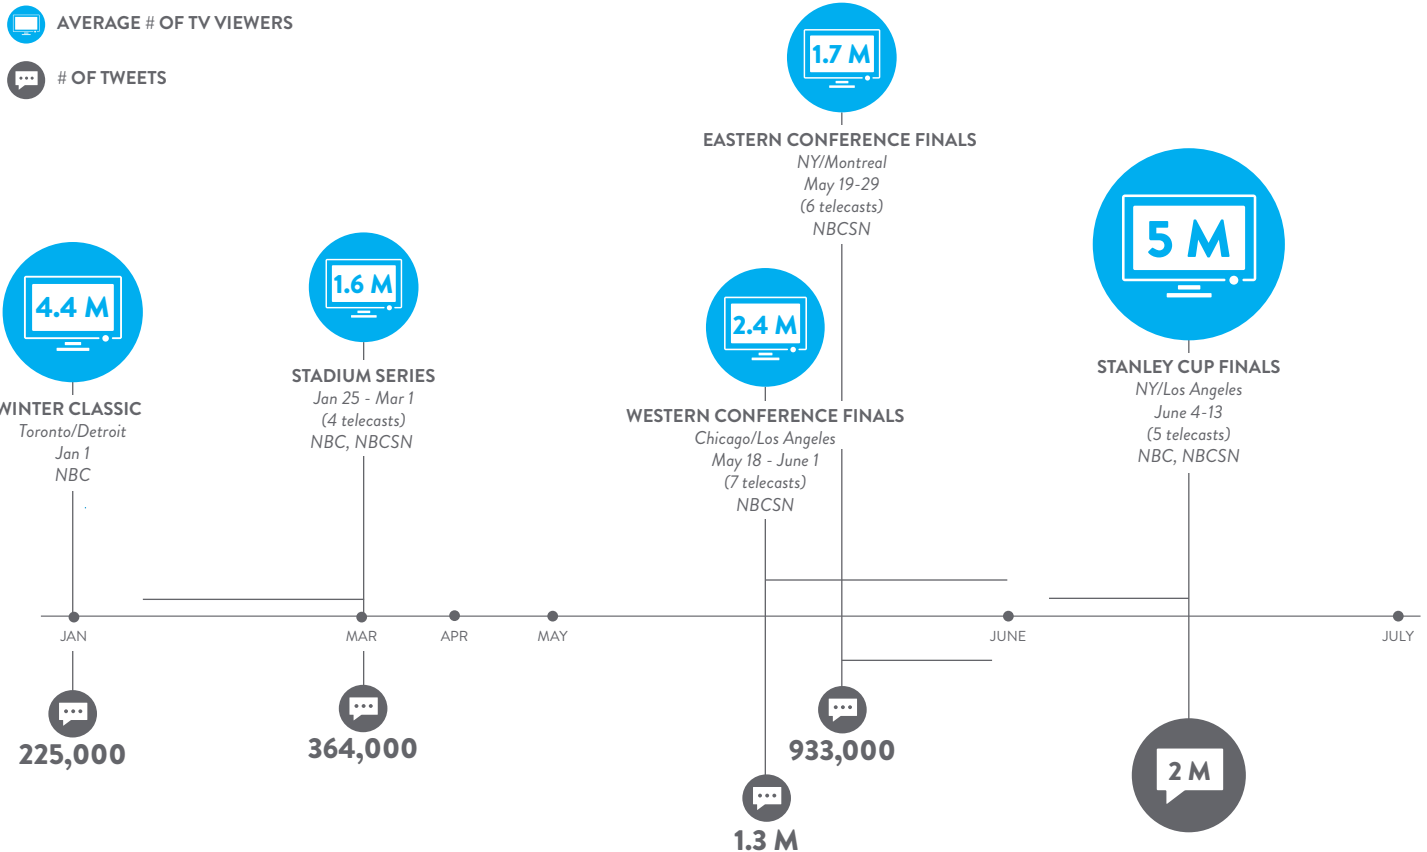 AVERAGE # OF TV VIEWERS
# OF TWEETS
1.7 M
EASTERN CONFERENCE FINALS
NY/Montreal
May 19-29
(6 telecasts)
NBCSN
5 M
STANLEY CUP FINALS
NY/Los Angeles
June 4-13
(5 telecasts)
NBC, NBCSN
4.4 M
WINTER CLASSIC
Toronto/Detroit
Jan 1
NBC
1.6 M
STADIUM SERIES
Jan 25 - Mar 1
(4 telecasts)
NBC, NBCSN
2.4 M
WESTERN CONFERENCE FINALS
Chicago/Los Angeles
May 18 - June 1
(7 telecasts)
NBCSN
JAN
MAR
APR
MAY
JUNE
JULY
225,000
364,000
933,000
1.3 M
2 M